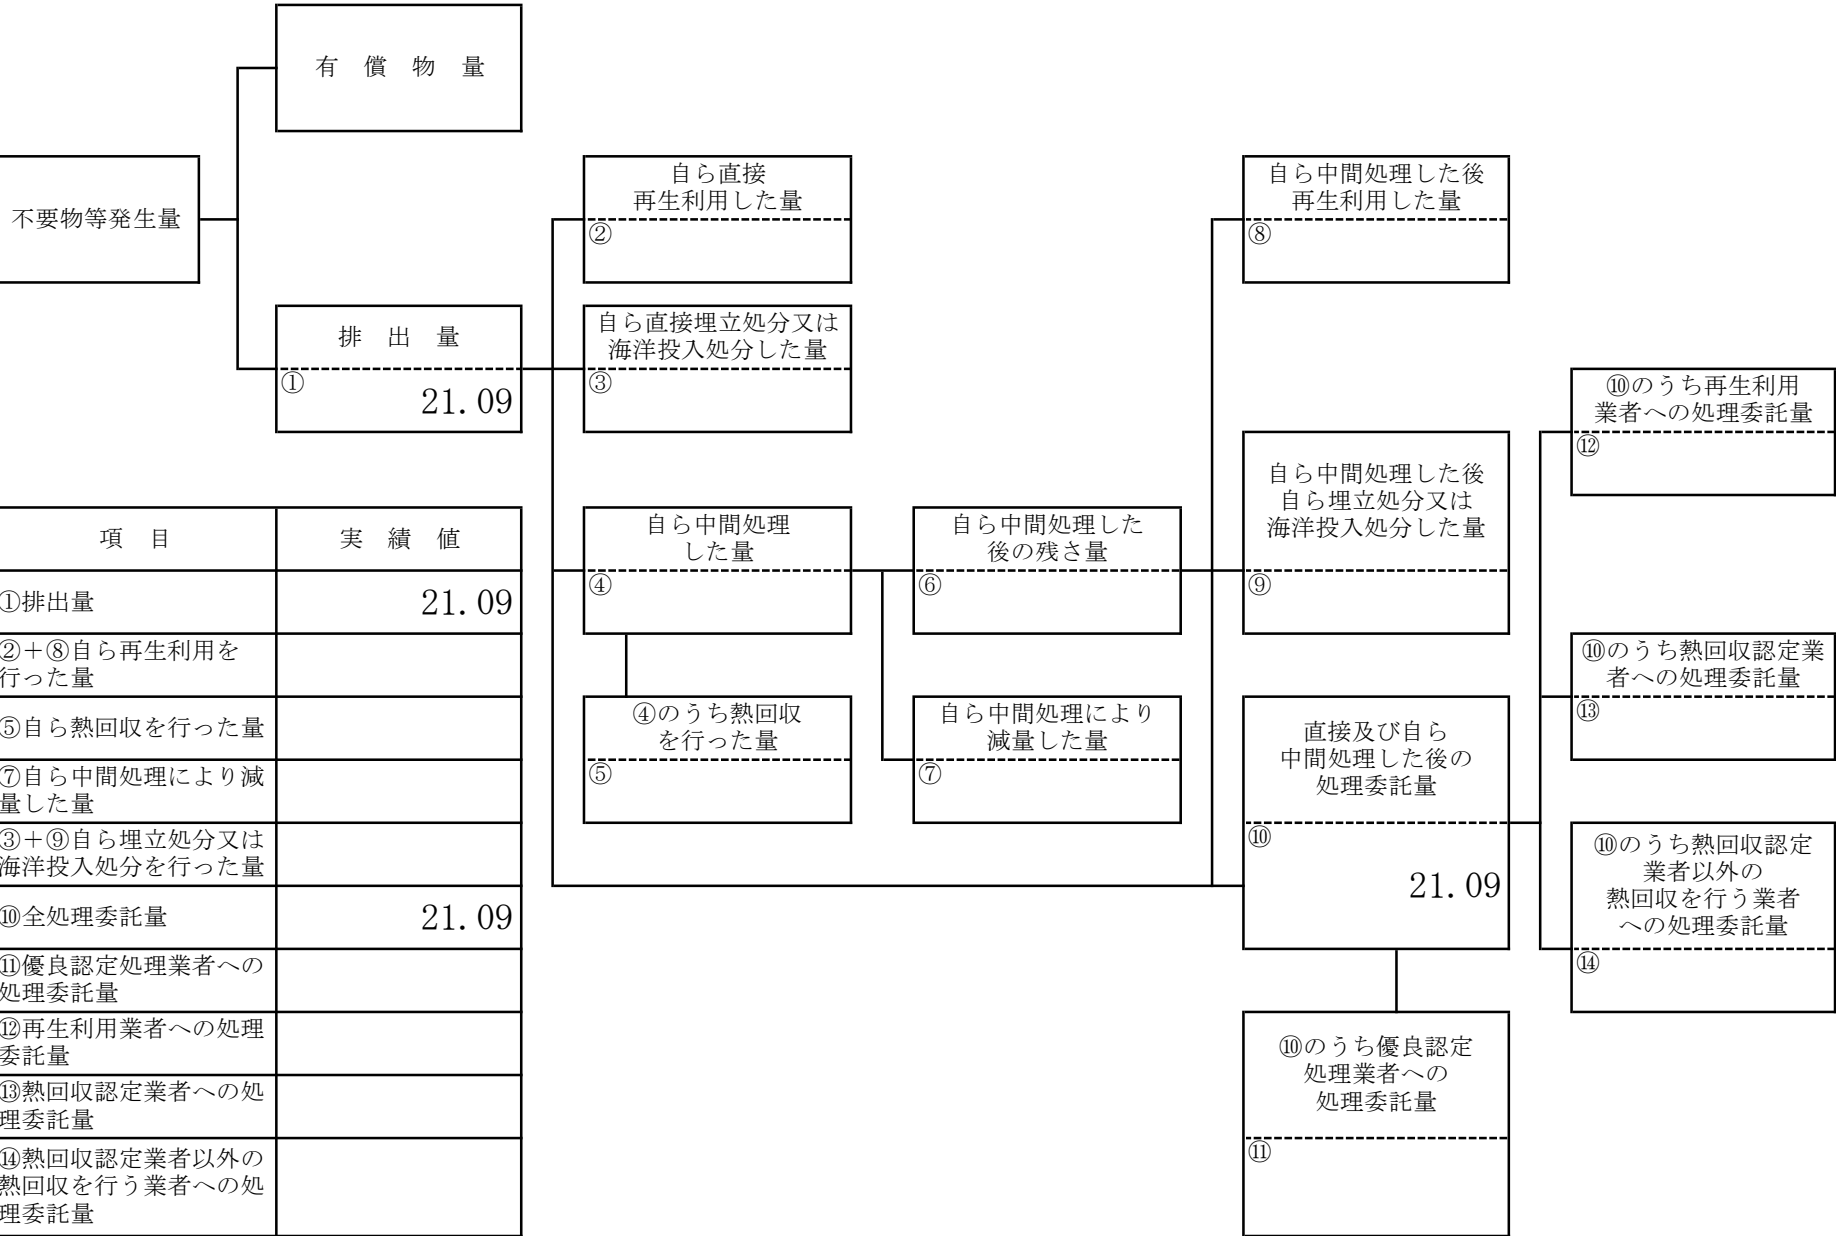 有 償 物 量
不要物等発生量
排 出 量
①
21.09
自ら直接
再生利用した量
②
自ら直接埋立処分又は
海洋投入処分した量
③
自ら中間処理
した量
④
④のうち熱回収
を行った量
⑤
自ら中間処理した
後の残さ量
⑥
自ら中間処理により
減量した量
⑦
自ら中間処理した後
再生利用した量
⑧
自ら中間処理した後
自ら埋立処分又は
海洋投入処分した量
⑨
直接及び自ら
中間処理した後の
処理委託量
⑩
21.09
⑩のうち優良認定
処理業者への
処理委託量
⑪
⑩のうち再生利用
業者への処理委託量
⑫
⑩のうち熱回収認定業
者への処理委託量
⑬
⑩のうち熱回収認定
業者以外の
熱回収を行う業者
への処理委託量
⑭
項 目 実 績 値
①排出量 21.09
②＋⑧自ら再生利用を
行った量
⑤自ら熱回収を行った量
⑦自ら中間処理により減
量した量
③＋⑨自ら埋立処分又は
海洋投入処分を行った量
⑩全処理委託量 21.09
⑪優良認定処理業者への
処理委託量
⑫再生利用業者への処理
委託量
⑬熱回収認定業者への処
理委託量
⑭熱回収認定業者以外の
熱回収を行う業者への処
理委託量